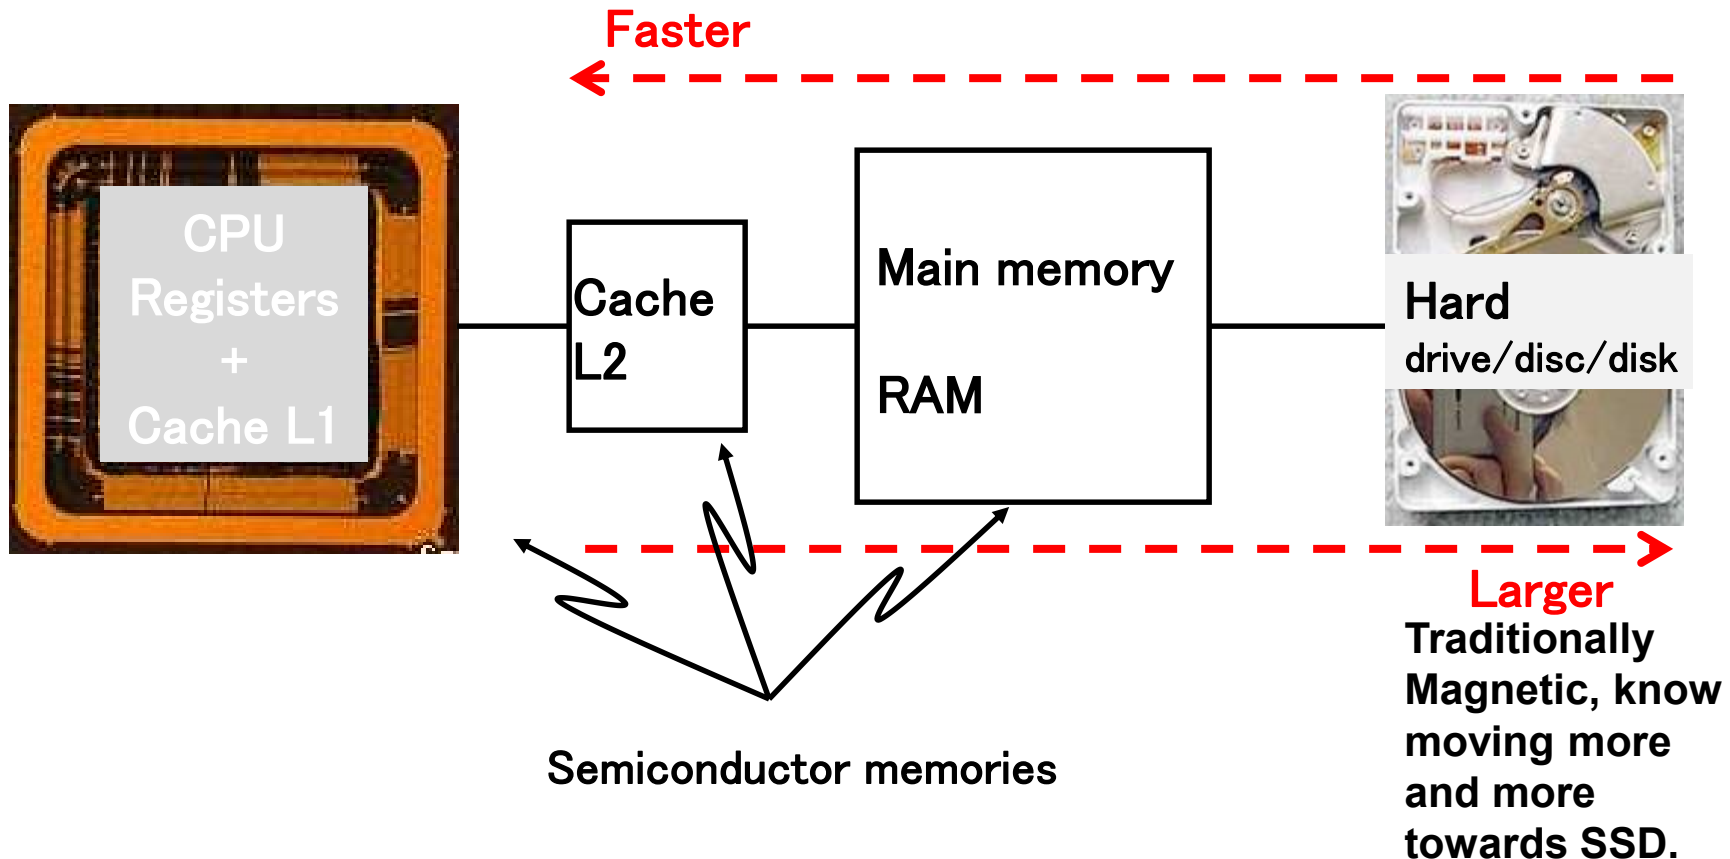 Faster
CPU
Registers
+
Cache L1
Cache
L2
Main memory
RAM
Hard
drive/disc/disk
Larger
Traditionally
Magnetic, know
moving more
and more
towards SSD.
Semiconductor memories